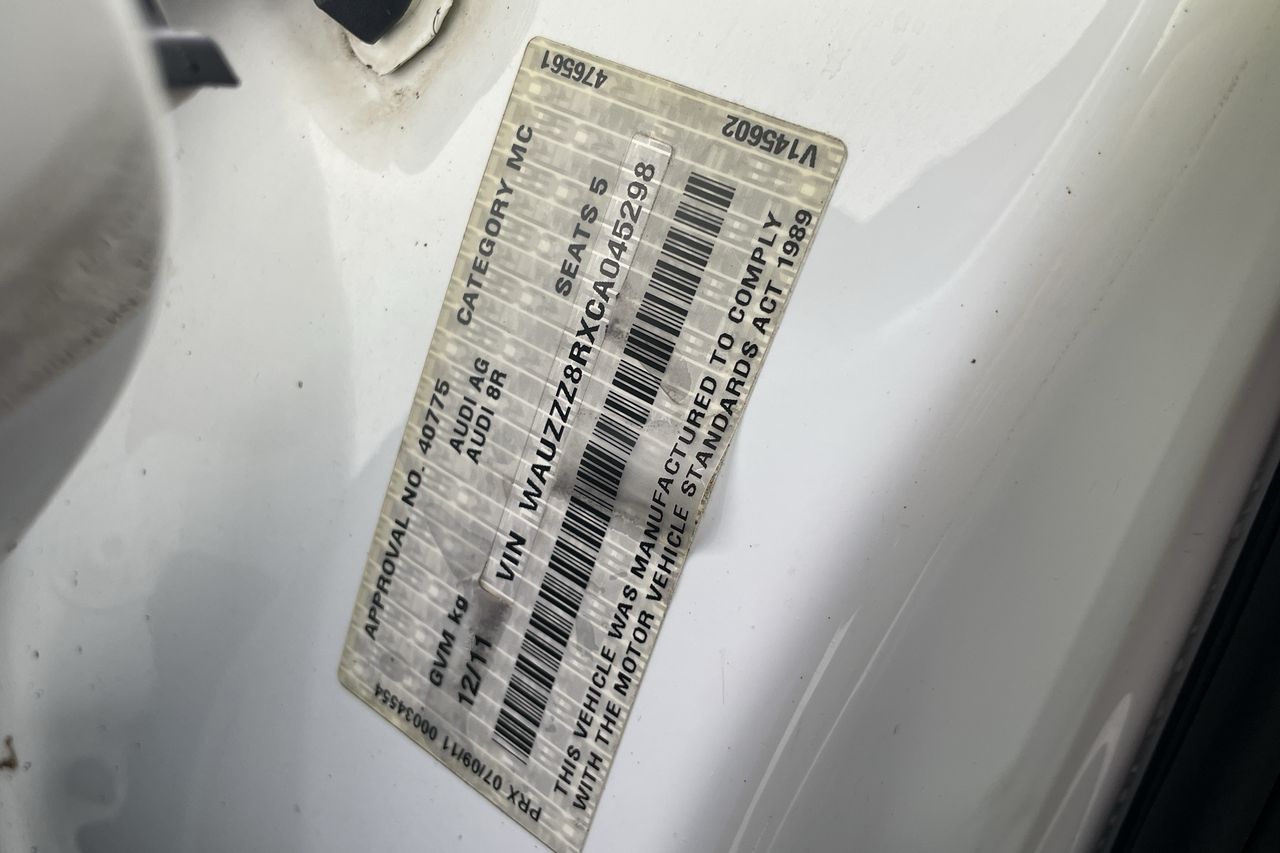 APPROVAL NO. 40775 CATEGORY MC
AUDI AG
AUDI 8R
GVM kg
12/11 SEATS 5
VIN WAUZZZ8RXCA045298
THIS VEHICLE WAS MANUFACTURED TO COMPLY
WITH THE MOTOR VEHICLE STANDARDS ACT 1989
PRX 07/09/11 00034554
476561
V145602